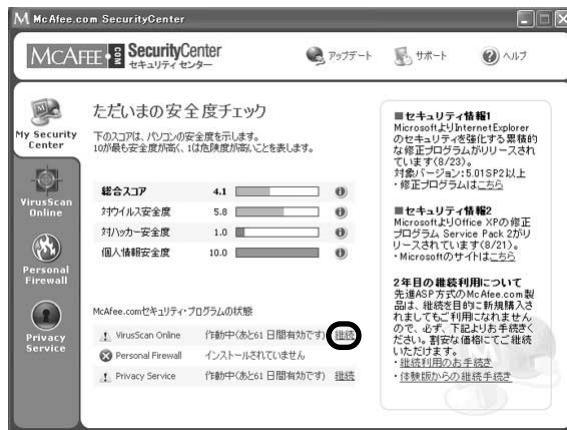 McAfee.com SecurityCenter
McAFEE .COM SecurityCenter
セキュリティ センター
アップデート
サポート
ヘルプ
My Security Center
VirusScan Online
Personal Firewall
Privacy Service
ただいまの安全度チェック
下のスコアは、パソコンの安全度を示します。
10が最も安全度が高く、1は危険度が高いことを表します。
総合スコア 4.1
対ウイルス安全度 5.8
対ハッカー安全度 1.0
個人情報安全度 10.0
McAfee.comセキュリティ・プログラムの状態
VirusScan Online 作動中(あと61 日間有効です) 継続
Personal Firewall インストールされていません
Privacy Service 作動中(あと61 日間有効です) 継続
■セキュリティ情報1
MicrosoftよりInternetExplorer
のセキュリティを強化する累積的
な修正プログラムがリリースされ
ています(8/23)。
対象バージョン:5.01SP2以上
・修正プログラムはこちら
■セキュリティ情報2
MicrosoftよりOffice XPの修正
プログラム Service Pack 2がリ
リースされています(8/21)。
・Microsoftのサイトはこちら
2年目の継続利用について
先進ASP方式のMcAfee.com製
品は、継続を目的に新規購入さ
れましてもご利用になれません
ので、必ず、下記よりお手続きく
ださい。割安な価格にてご継続
いただけます。
・継続利用のお手続き
・体験版からの継続手続き